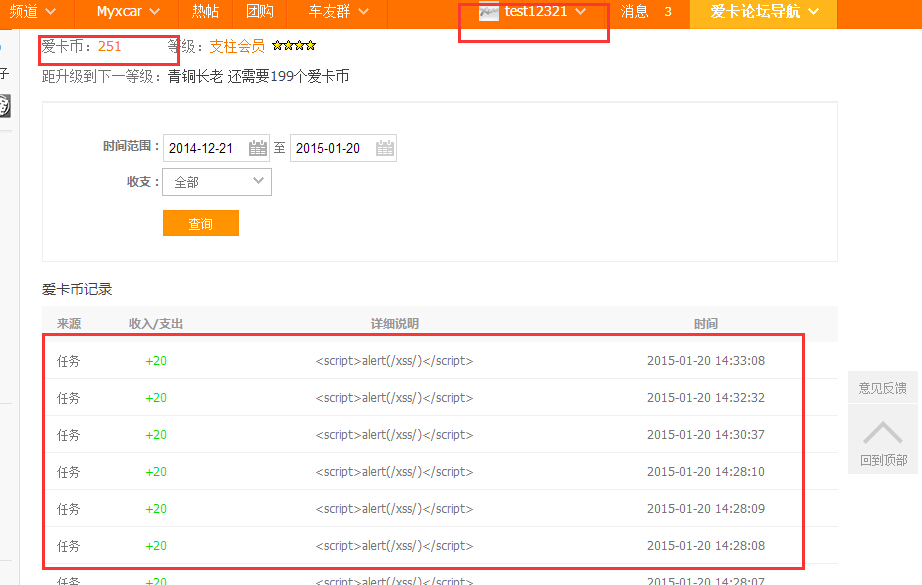 频道 Myxcar 热帖 团购 车友群 test12321 消息 3 爱卡论坛导航
爱卡币：251 等级：支柱会员
子
距升级到下一等级：青铜长老 还需要199个爱卡币
时间范围： 2014-12-21 至 2015-01-20
收支： 全部
查询
爱卡币记录
来源 收入/支出 详细说明 时间
任务 +20 <script>alert(/xss/)</script> 2015-01-20 14:33:08
任务 +20 <script>alert(/xss/)</script> 2015-01-20 14:32:32
任务 +20 <script>alert(/xss/)</script> 2015-01-20 14:30:37
任务 +20 <script>alert(/xss/)</script> 2015-01-20 14:28:10
任务 +20 <script>alert(/xss/)</script> 2015-01-20 14:28:09
任务 +20 <script>alert(/xss/)</script> 2015-01-20 14:28:08
任务 +20 <script>alert(/xss/)</script> 2015-01-20 14:28:07
意见反馈
回到顶部